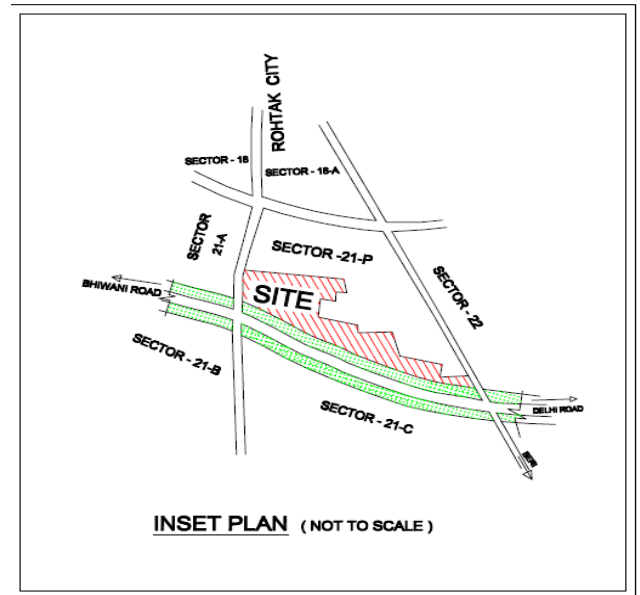 ROHTAK CITY
SECTOR - 18
SECTOR - 18-A
SECTOR
21-A
SECTOR -21-P
BHIWANI ROAD
SITE
SECTOR - 22
SECTOR - 21-B
SECTOR - 21-C
DELHI ROAD
BERI
INSET PLAN ( NOT TO SCALE )